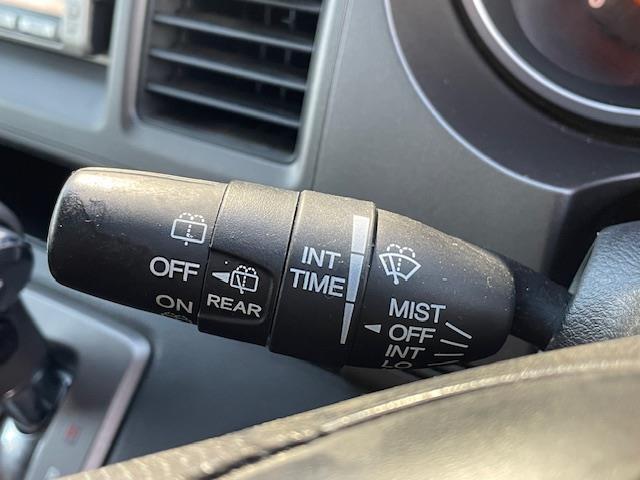 OFF
ON
REAR
INT
TIME
MIST
OFF
INT
LO